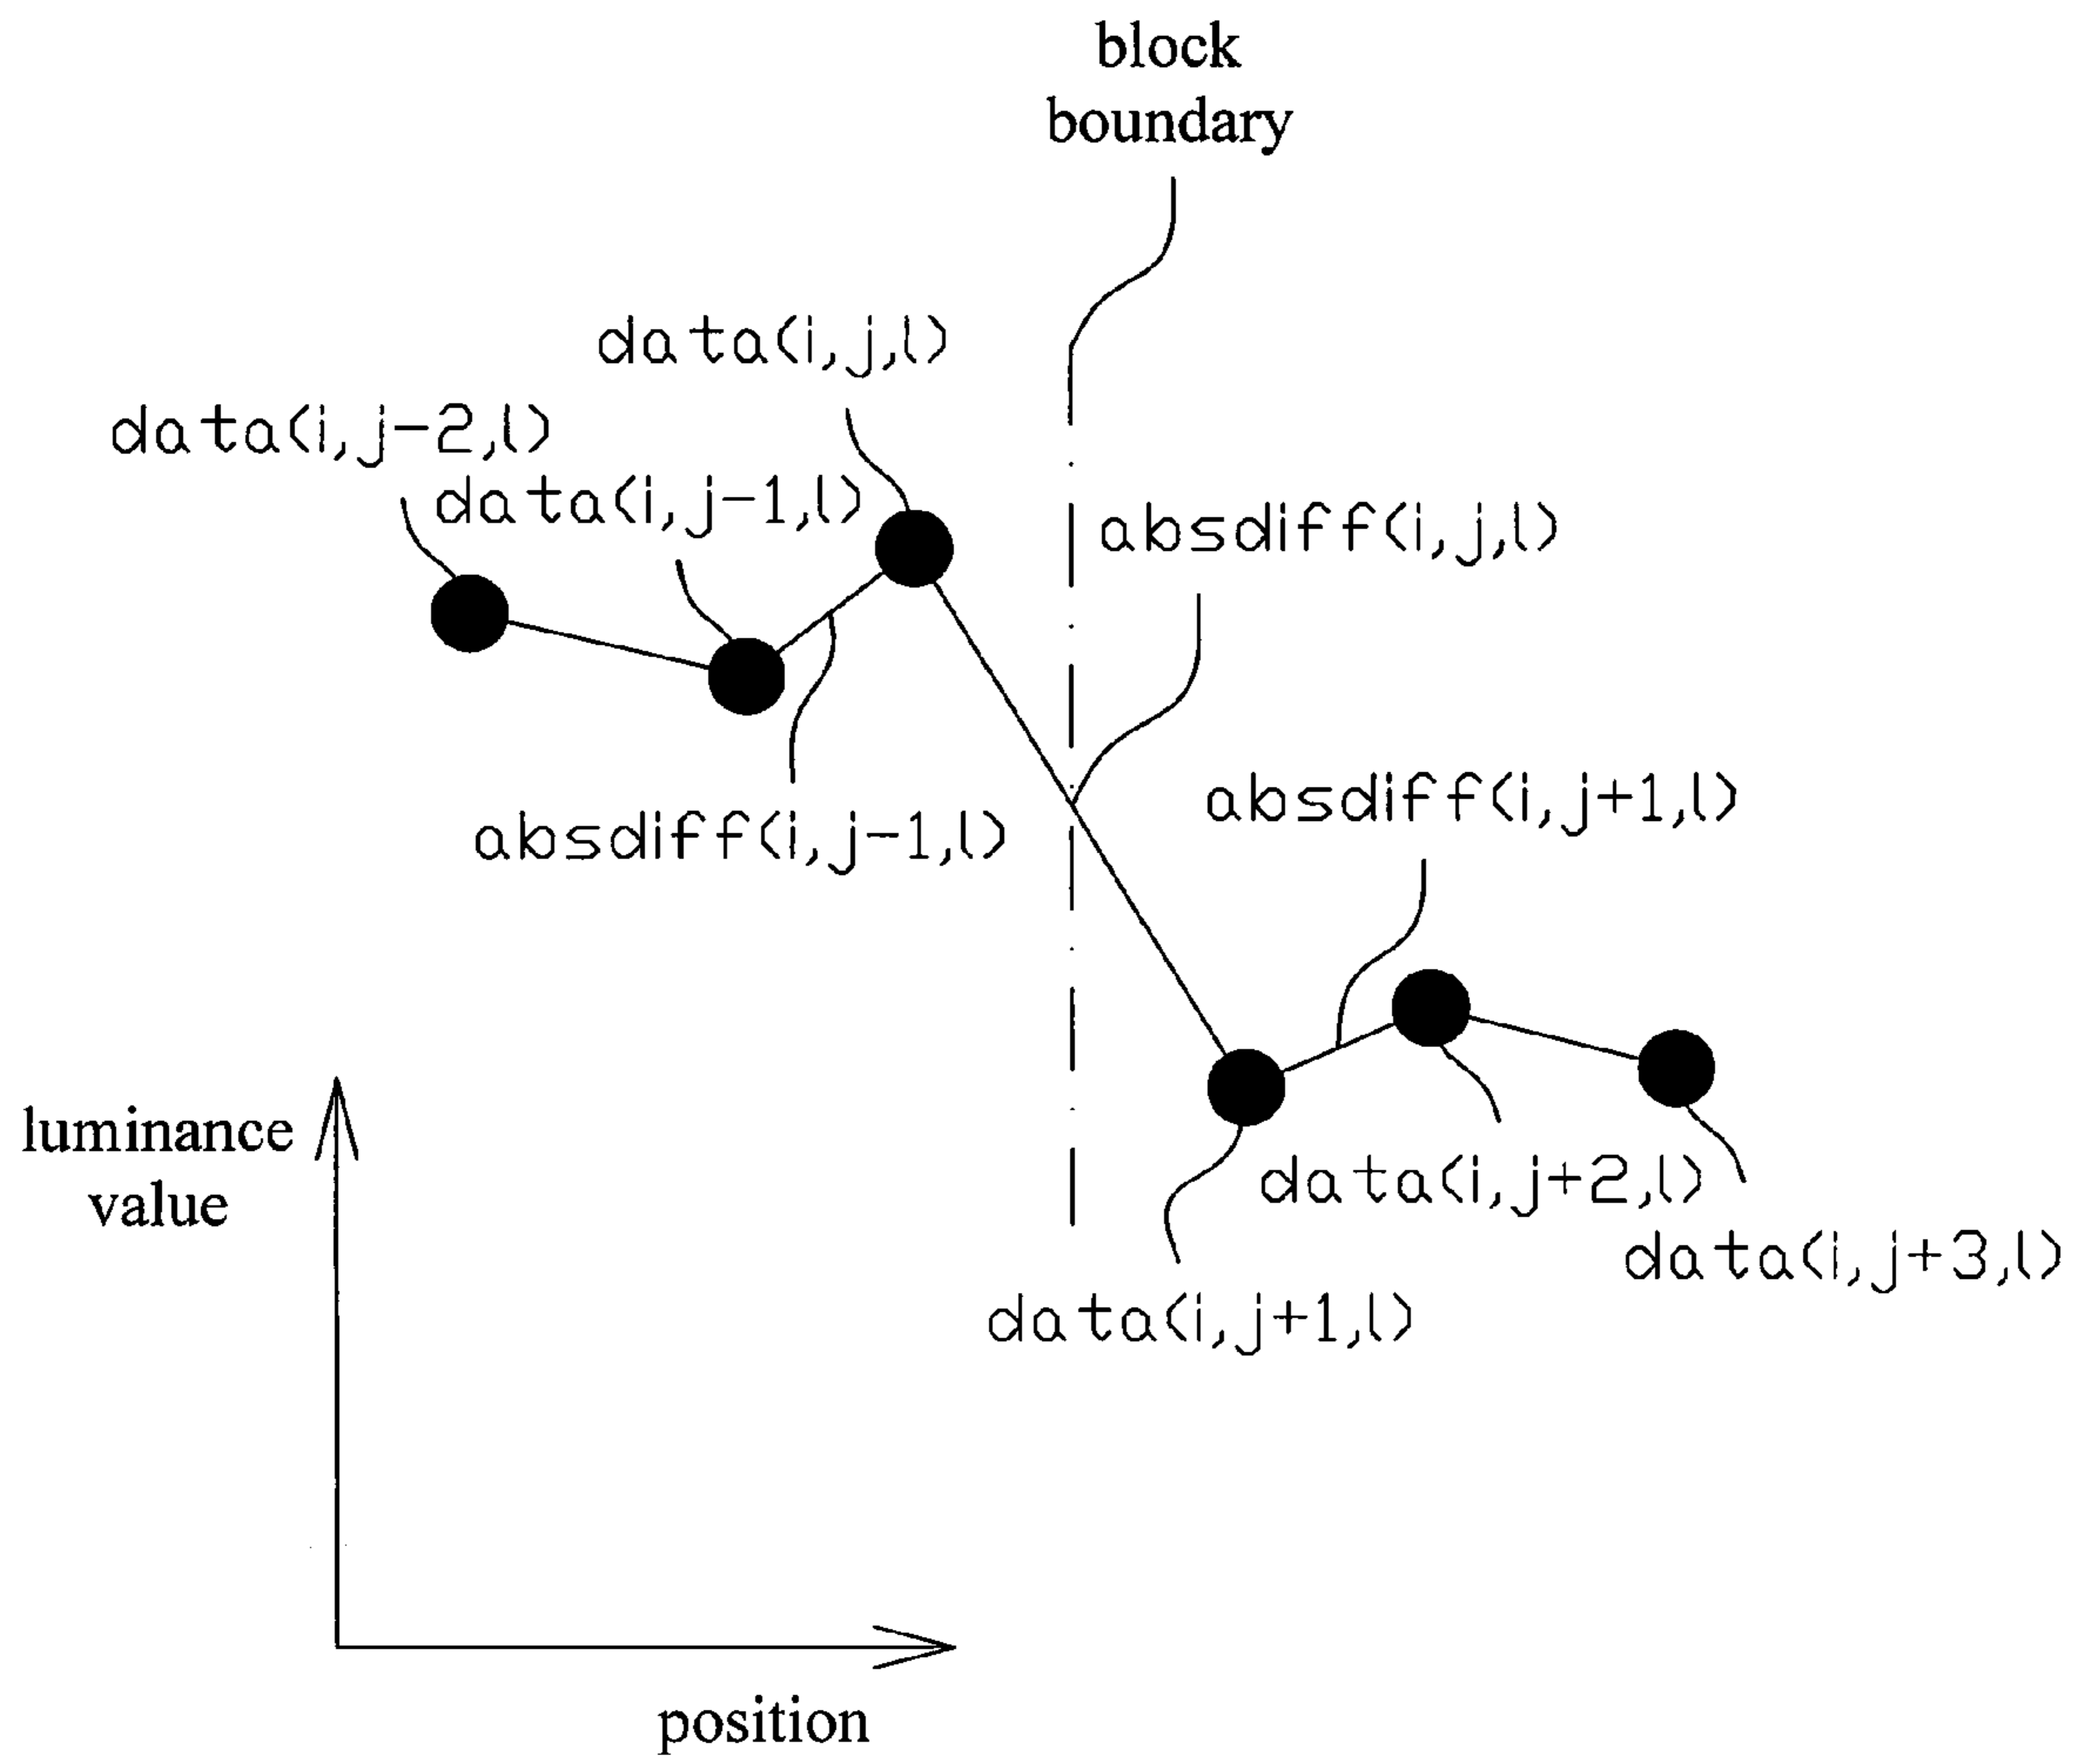 block
boundary
data(i,j,l)
data(i,j-2,l)
data(i,j-1,l)
absdiff(i,j,l)
absdiff(i,j+1,l)
absdiff(i,j-1,l)
luminance
value
data(i,j+2,l)
data(i,j+3,l)
data(i,j+1,l)
position